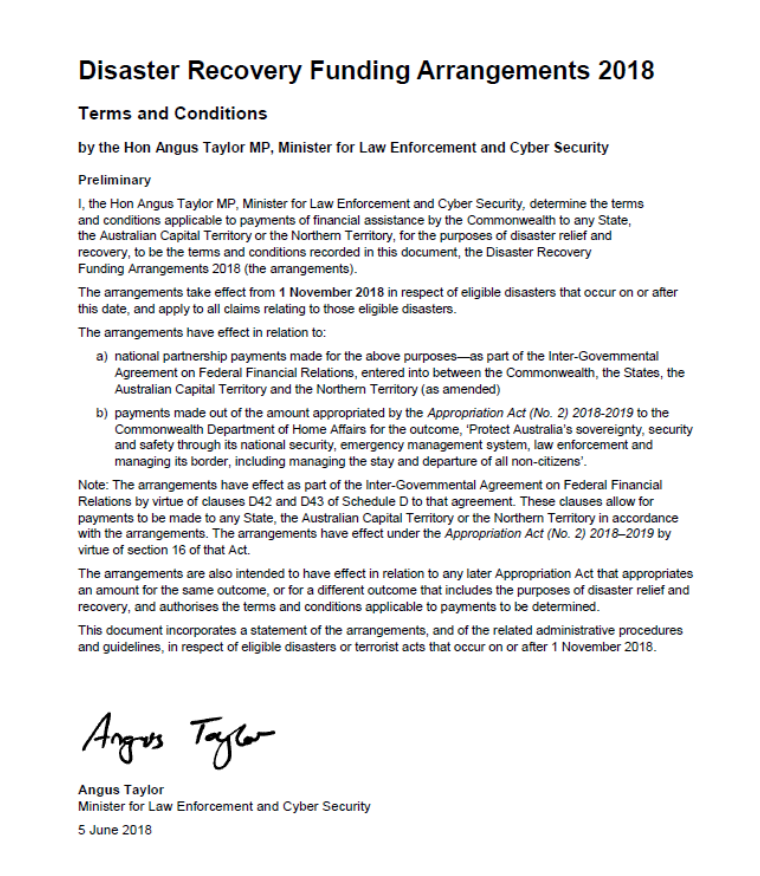 Disaster Recovery Funding Arrangements 2018
Terms and Conditions
by the Hon Angus Taylor MP, Minister for Law Enforcement and Cyber Security
Preliminary
I, the Hon Angus Taylor MP, Minister for Law Enforcement and Cyber Security, determine the terms
and conditions applicable to payments of financial assistance by the Commonwealth to any State,
the Australian Capital Territory or the Northern Territory, for the purposes of disaster relief and
recovery, to be the terms and conditions recorded in this document, the Disaster Recovery
Funding Arrangements 2018 (the arrangements).
The arrangements take effect from 1 November 2018 in respect of eligible disasters that occur on or after
this date, and apply to all claims relating to those eligible disasters.
The arrangements have effect in relation to:
a) national partnership payments made for the above purposes—as part of the Inter-Governmental
Agreement on Federal Financial Relations, entered into between the Commonwealth, the States, the
Australian Capital Territory and the Northern Territory (as amended)
b) payments made out of the amount appropriated by the Appropriation Act (No. 2) 2018-2019 to the
Commonwealth Department of Home Affairs for the outcome, ‘Protect Australia’s sovereignty, security
and safety through its national security, emergency management system, law enforcement and
managing its border, including managing the stay and departure of all non-citizens’.
Note: The arrangements have effect as part of the Inter-Governmental Agreement on Federal Financial
Relations by virtue of clauses D42 and D43 of Schedule D to that agreement. These clauses allow for
payments to be made to any State, the Australian Capital Territory or the Northern Territory in accordance
with the arrangements. The arrangements have effect under the Appropriation Act (No. 2) 2018–2019 by
virtue of section 16 of that Act.
The arrangements are also intended to have effect in relation to any later Appropriation Act that appropriates
an amount for the same outcome, or for a different outcome that includes the purposes of disaster relief and
recovery, and authorises the terms and conditions applicable to payments to be determined.
This document incorporates a statement of the arrangements, and of the related administrative procedures
and guidelines, in respect of eligible disasters or terrorist acts that occur on or after 1 November 2018.
Angus Taylor
Angus Taylor
Minister for Law Enforcement and Cyber Security
5 June 2018